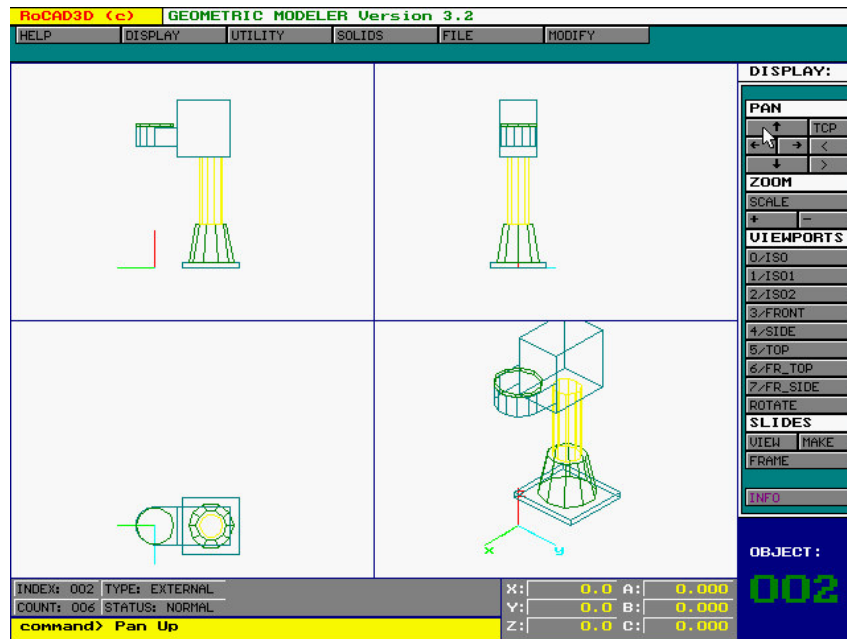 RoCAD3D (c) GEOMETRIC MODELER Version 3.2
HELP DISPLAY UTILITY SOLIDS FILE MODIFY
DISPLAY:
PAN
↑ TCP
← → <
↓ >
ZOOM
SCALE
+ -
VIEWPORTS
0/ISO
1/ISO1
2/ISO2
3/FRONT
4/SIDE
5/TOP
6/FR_TOP
7/FR_SIDE
ROTATE
SLIDES
VIEW MAKE
FRAME
INFO
z
x y
OBJECT:
002
INDEX: 002 TYPE: EXTERNAL
COUNT: 006 STATUS: NORMAL
X: 0.0 A: 0.000
Y: 0.0 B: 0.000
Z: 0.0 C: 0.000
command> Pan Up